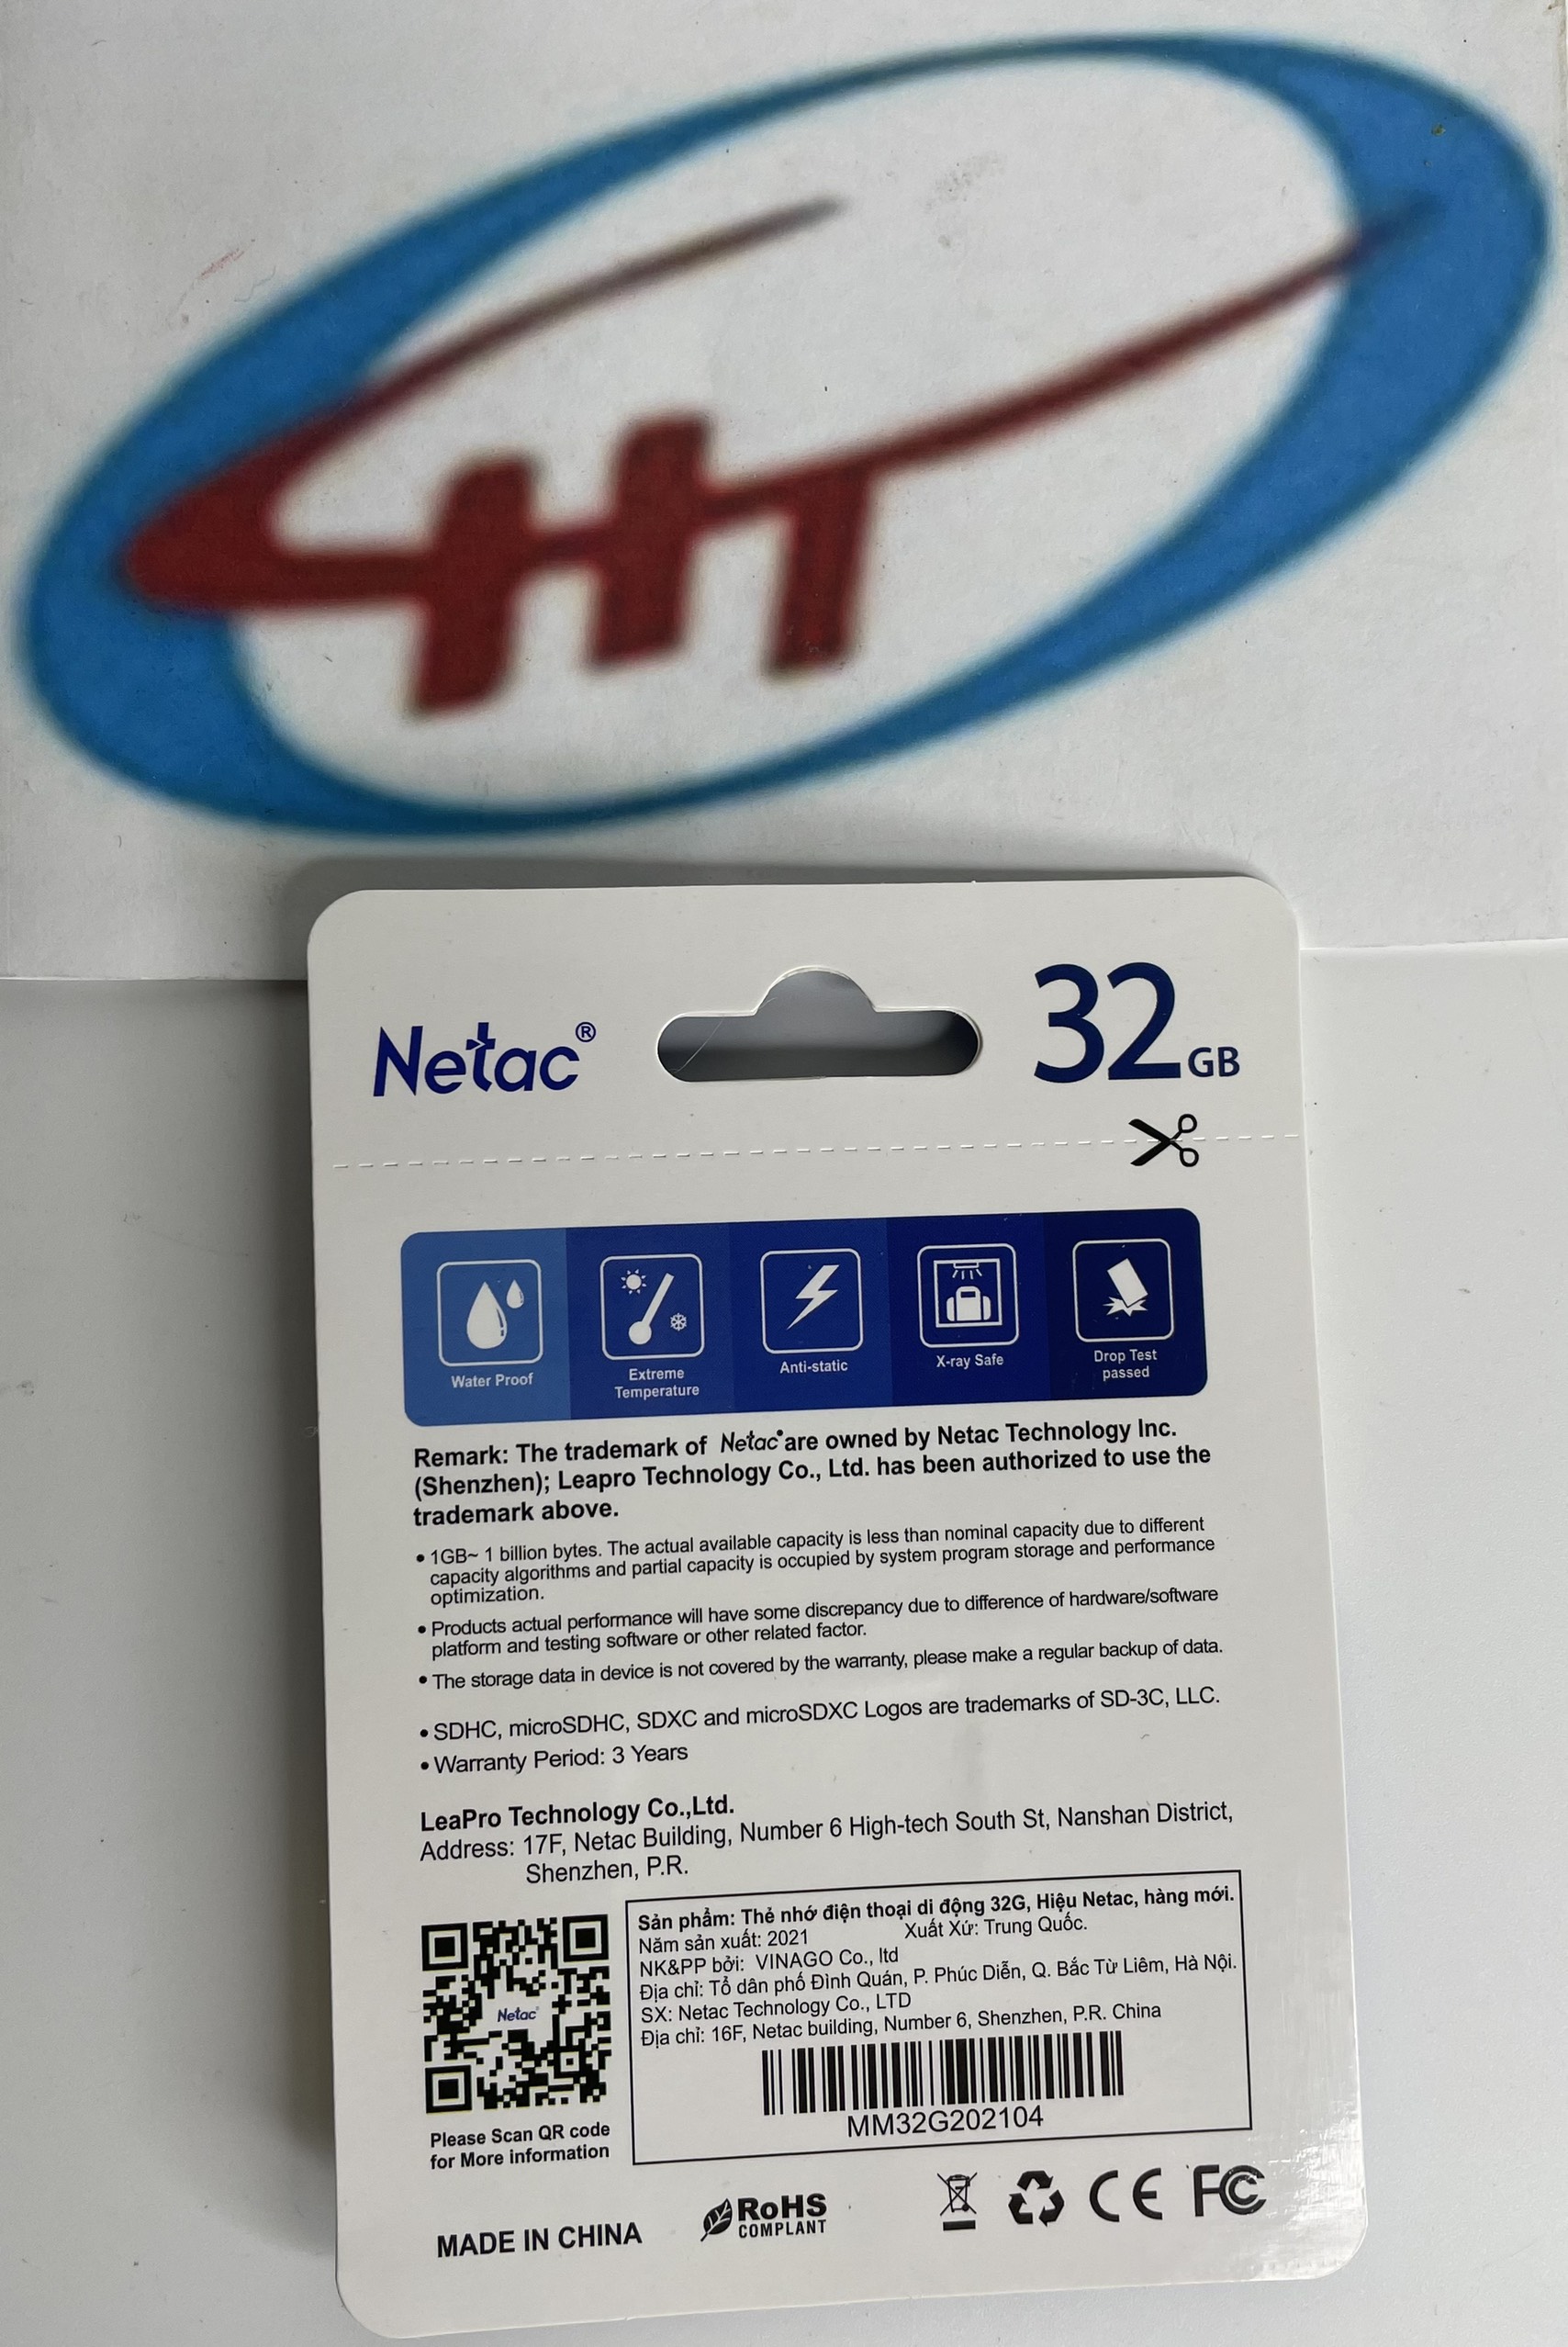 HT
Netac®
32GB
Water Proof
Extreme
Temperature
Anti-static
X-ray Safe
Drop Test
passed
Remark: The trademark of Netac® are owned by Netac Technology Inc.
(Shenzhen); Leapro Technology Co., Ltd. has been authorized to use the
trademark above.
• 1GB~ 1 billion bytes. The actual available capacity is less than nominal capacity due to different
capacity algorithms and partial capacity is occupied by system program storage and performance
optimization.
• Products actual performance will have some discrepancy due to difference of hardware/software
platform and testing software or other related factor.
• The storage data in device is not covered by the warranty, please make a regular backup of data.
• SDHC, microSDHC, SDXC and microSDXC Logos are trademarks of SD-3C, LLC.
• Warranty Period: 3 Years
LeaPro Technology Co.,Ltd.
Address: 17F, Netac Building, Number 6 High-tech South St, Nanshan District,
Shenzhen, P.R.
Netac
Please Scan QR code
for More information
Sản phẩm: Thẻ nhớ điện thoại di động 32G, Hiệu Netac, hàng mới.
Năm sản xuất: 2021 Xuất Xứ: Trung Quốc.
NK&PP bởi: VINAGO Co., ltd
Địa chỉ: Tổ dân phố Đình Quán, P. Phúc Diễn, Q. Bắc Từ Liêm, Hà Nội.
SX: Netac Technology Co., LTD
Địa chỉ: 16F, Netac building, Number 6, Shenzhen, P.R. China
MM32G202104
MADE IN CHINA
RoHS
COMPLANT
CE
FC